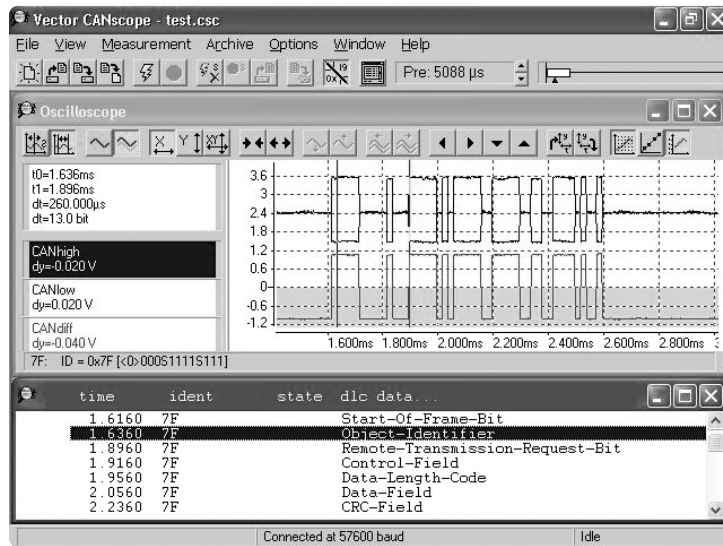 Vector CANscope - test.csc
File View Measurement Archive Options Window Help
Pre: 5088 µs
Oscilloscope
t0=1.636ms
t1=1.896ms
dt=260.000µs
dt=13.0 bit
CANhigh
dy=-0.020 V
CANlow
dy=0.020 V
CANdiff
dy=-0.040 V
3.6
3
2.4
1.8
1.2
0.6
0
-0.6
-1.2
1.600ms 1.800ms 2.000ms 2.200ms 2.400ms 2.600ms 2.800ms
7F: ID = 0x7F [<0>000S1111S111]
time ident state dlc data...
1.6160 7F Start-Of-Frame-Bit
1.6360 7F Object-Identifier
1.8960 7F Remote-Transmission-Request-Bit
1.9160 7F Control-Field
1.9560 7F Data-Length-Code
2.0560 7F Data-Field
2.2360 7F CRC-Field
Connected at 57600 baud Idle